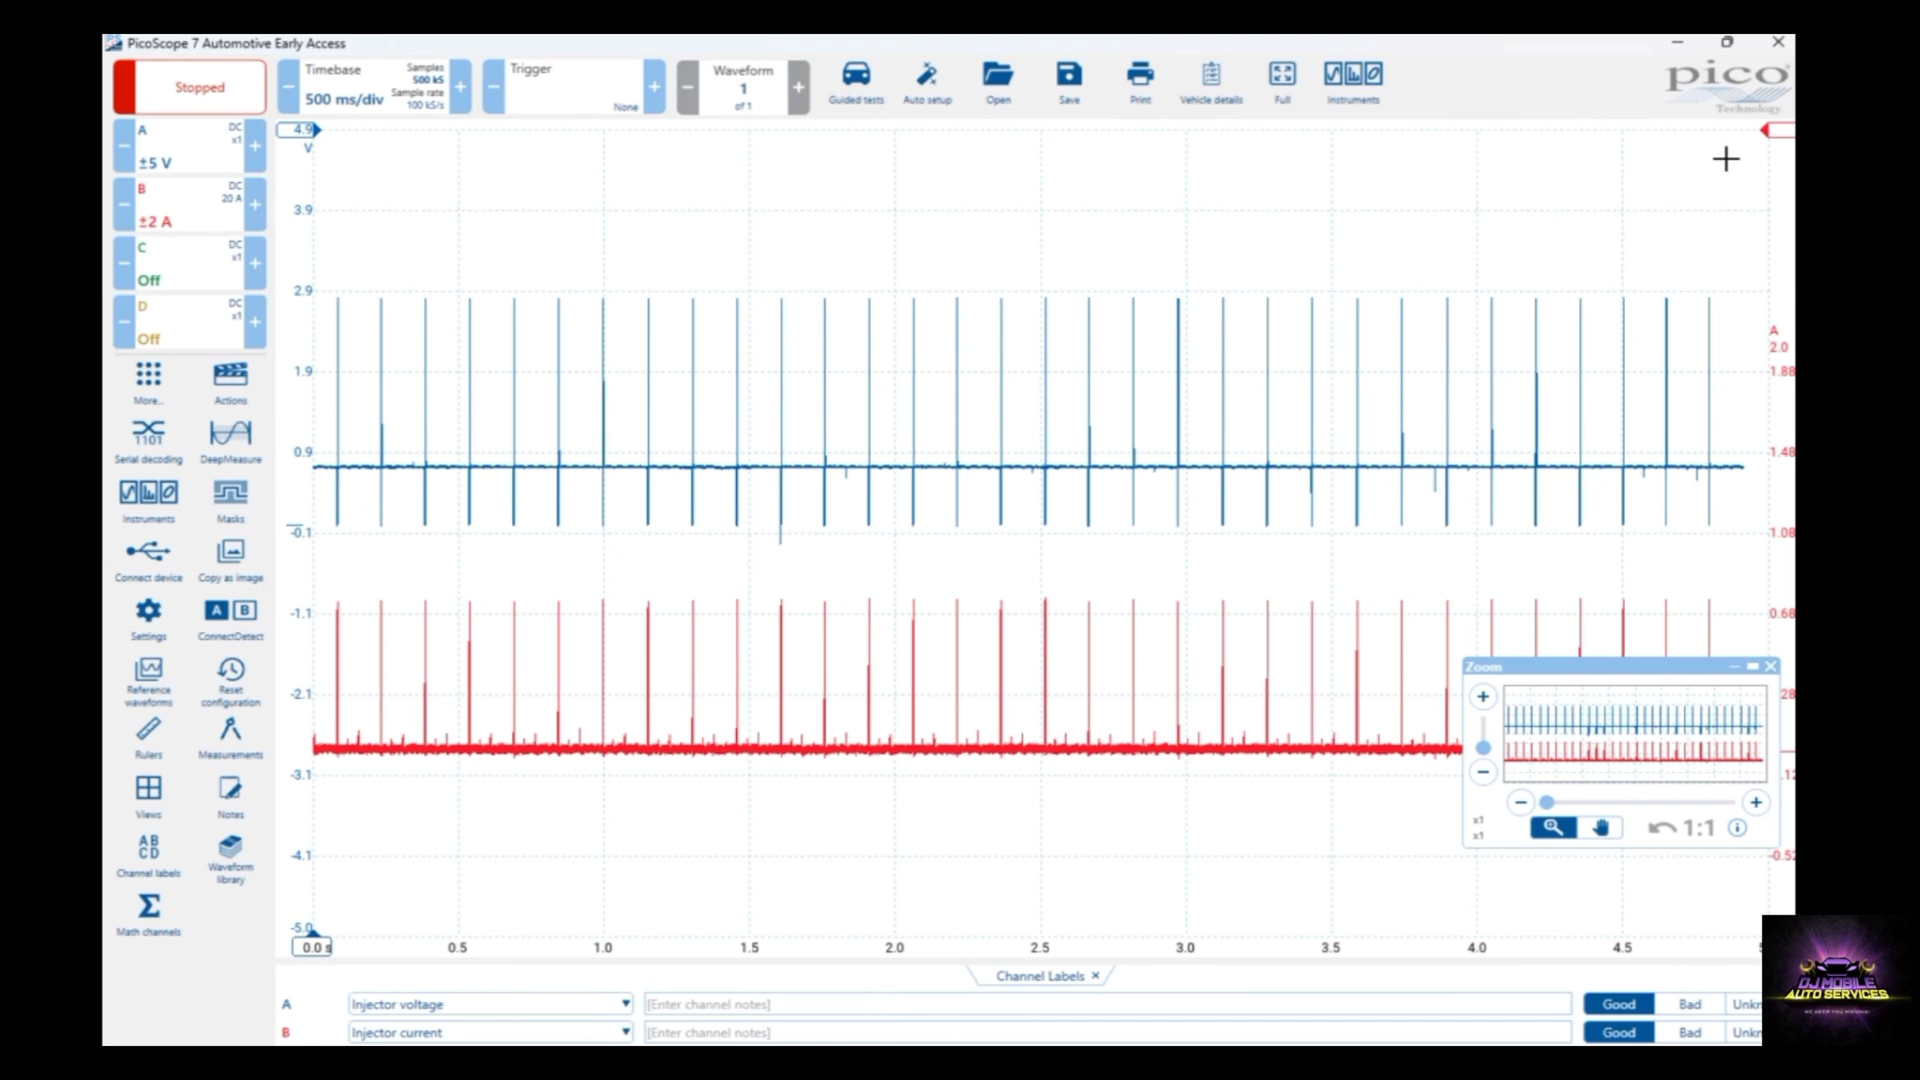 PicoScope 7 Automotive Early Access
Stopped
Timebase
500 ms/div
Samples
500 kS
Sample rate
100 kS/s
Trigger
None
Waveform
1
of 1
Guided tests
Auto setup
Open
Save
Print
Vehicle details
Full
Instruments
pico
Technology
A
DC
x1
±5 V
B
DC
20 A
±2 A
C
DC
x1
Off
D
DC
x1
Off
More...
Actions
Serial decoding
DeepMeasure
Instruments
Masks
Connect device
Copy as image
Settings
A B
ConnectDetect
Reference waveforms
Reset configuration
Rulers
Measurements
Views
Notes
AB
CD
Channel labels
Waveform library
Σ
Math channels
4.9
V
3.9
2.9
1.9
0.9
-0.1
-1.1
-2.1
-3.1
-4.1
-5.0
A
2.0
1.88
1.48
1.08
0.68
-0.52
0.0 s
0.5
1.0
1.5
2.0
2.5
3.0
3.5
4.0
4.5
Zoom
x1
x1
1:1
Channel Labels
A
Injector voltage
[Enter channel notes]
Good
Bad
B
Injector current
[Enter channel notes]
Good
Bad
DJ MOBILE
AUTO SERVICES
WE KEEP YOU MOVING!